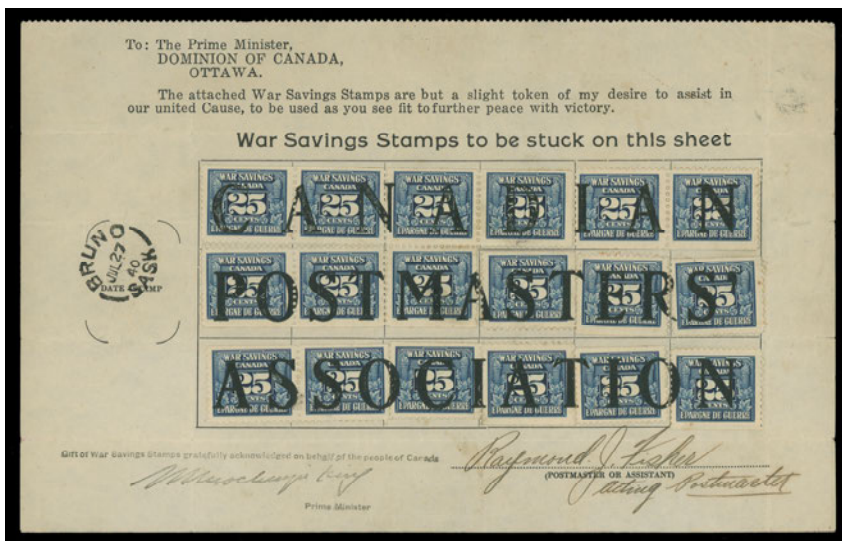 To: The Prime Minister,
DOMINION OF CANADA,
OTTAWA.
The attached War Savings Stamps are but a slight token of my desire to assist in
our united Cause, to be used as you see fit to further peace with victory.
War Savings Stamps to be stuck on this sheet
WAR SAVINGS CANADA 25 CENTS EPARGNE DE GUERRE
CANADIAN
POSTMASTERS
ASSOCIATION
BRUNO
JUL 27
40
SASK
DATE STAMP
Gift of War Savings Stamps gratefully acknowledged on behalf of the people of Canada
Prime Minister
Raymond J. Fisher
(POSTMASTER OR ASSISTANT)
acting Postmaster